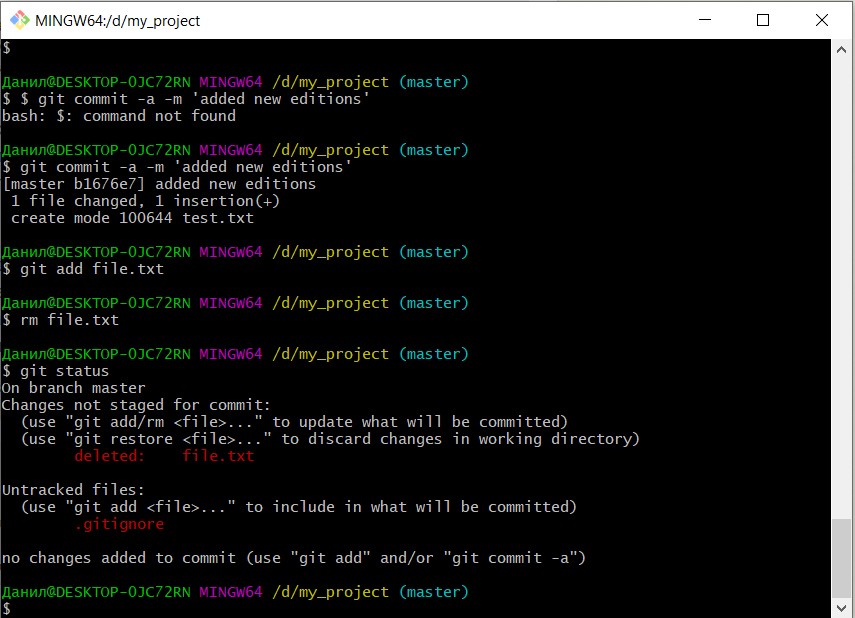 MINGW64:/d/my_project
$
Данил@DESKTOP-OJC72RN MINGW64 /d/my_project (master)
$ $ git commit -a -m 'added new editions'
bash: $: command not found
Данил@DESKTOP-OJC72RN MINGW64 /d/my_project (master)
$ git commit -a -m 'added new editions'
[master b1676e7] added new editions
 1 file changed, 1 insertion(+)
 create mode 100644 test.txt
Данил@DESKTOP-OJC72RN MINGW64 /d/my_project (master)
$ git add file.txt
Данил@DESKTOP-OJC72RN MINGW64 /d/my_project (master)
$ rm file.txt
Данил@DESKTOP-OJC72RN MINGW64 /d/my_project (master)
$ git status
On branch master
Changes not staged for commit:
  (use "git add/rm <file>..." to update what will be committed)
  (use "git restore <file>..." to discard changes in working directory)
        deleted:    file.txt
Untracked files:
  (use "git add <file>..." to include in what will be committed)
        .gitignore
no changes added to commit (use "git add" and/or "git commit -a")
Данил@DESKTOP-OJC72RN MINGW64 /d/my_project (master)
$